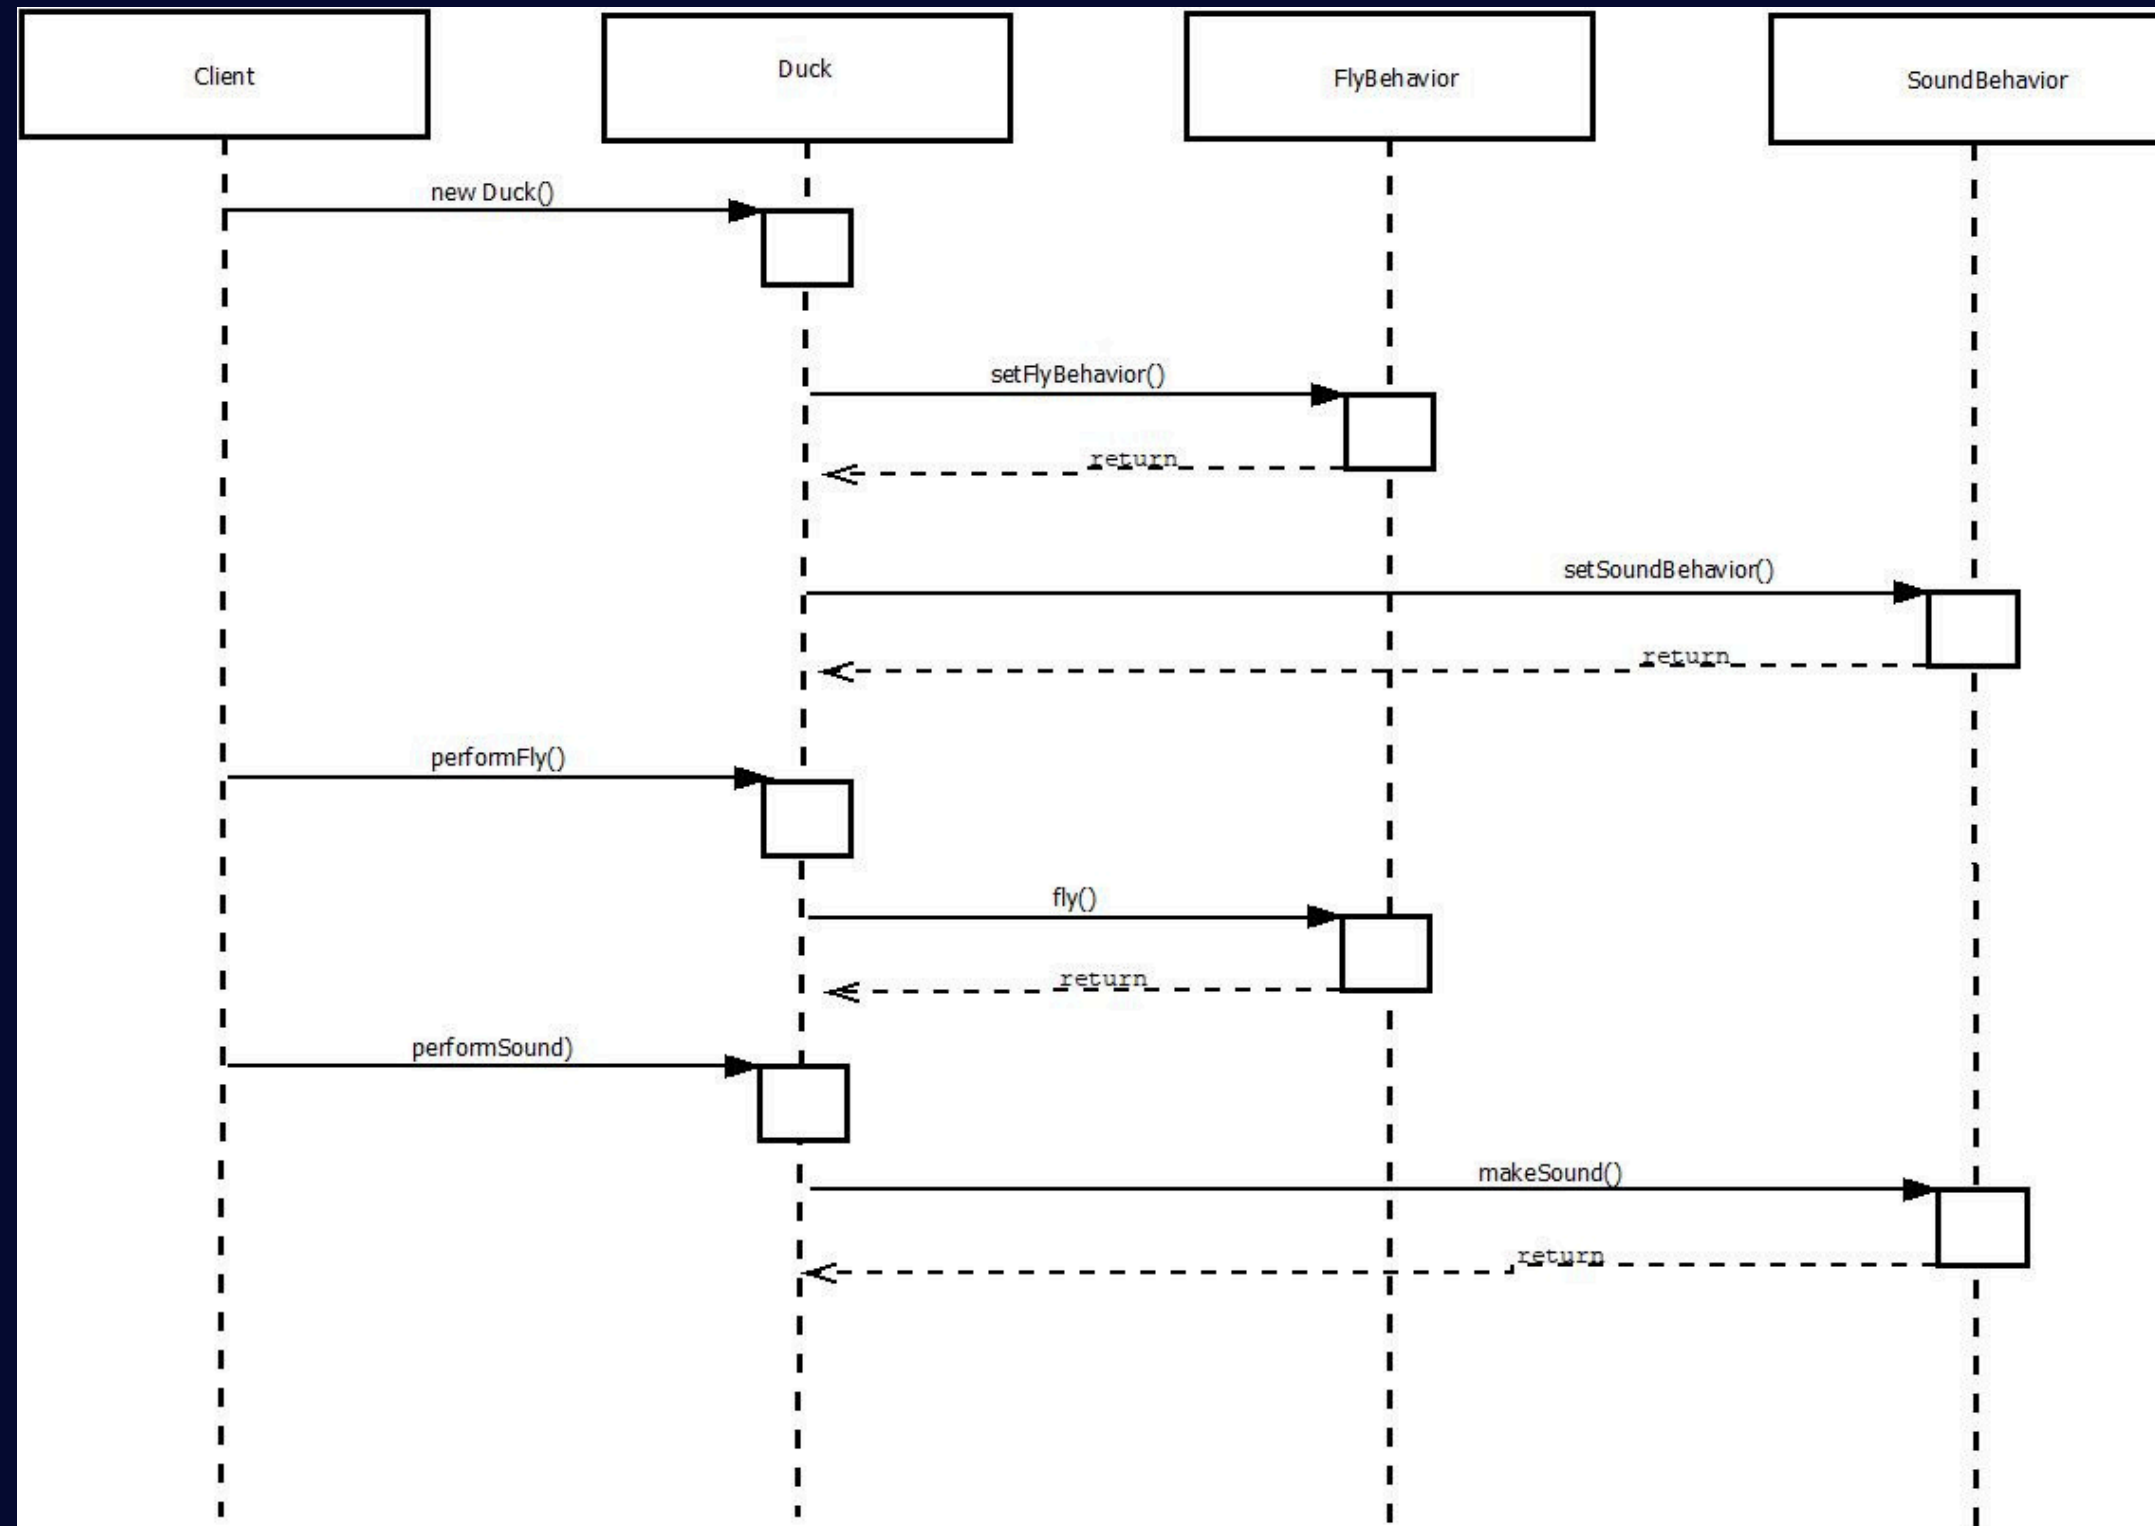 Client
Duck
FlyBehavior
SoundBehavior
new Duck()
setFlyBehavior()
return
setSoundBehavior()
return
performFly()
fly()
return
performSound)
makeSound()
return